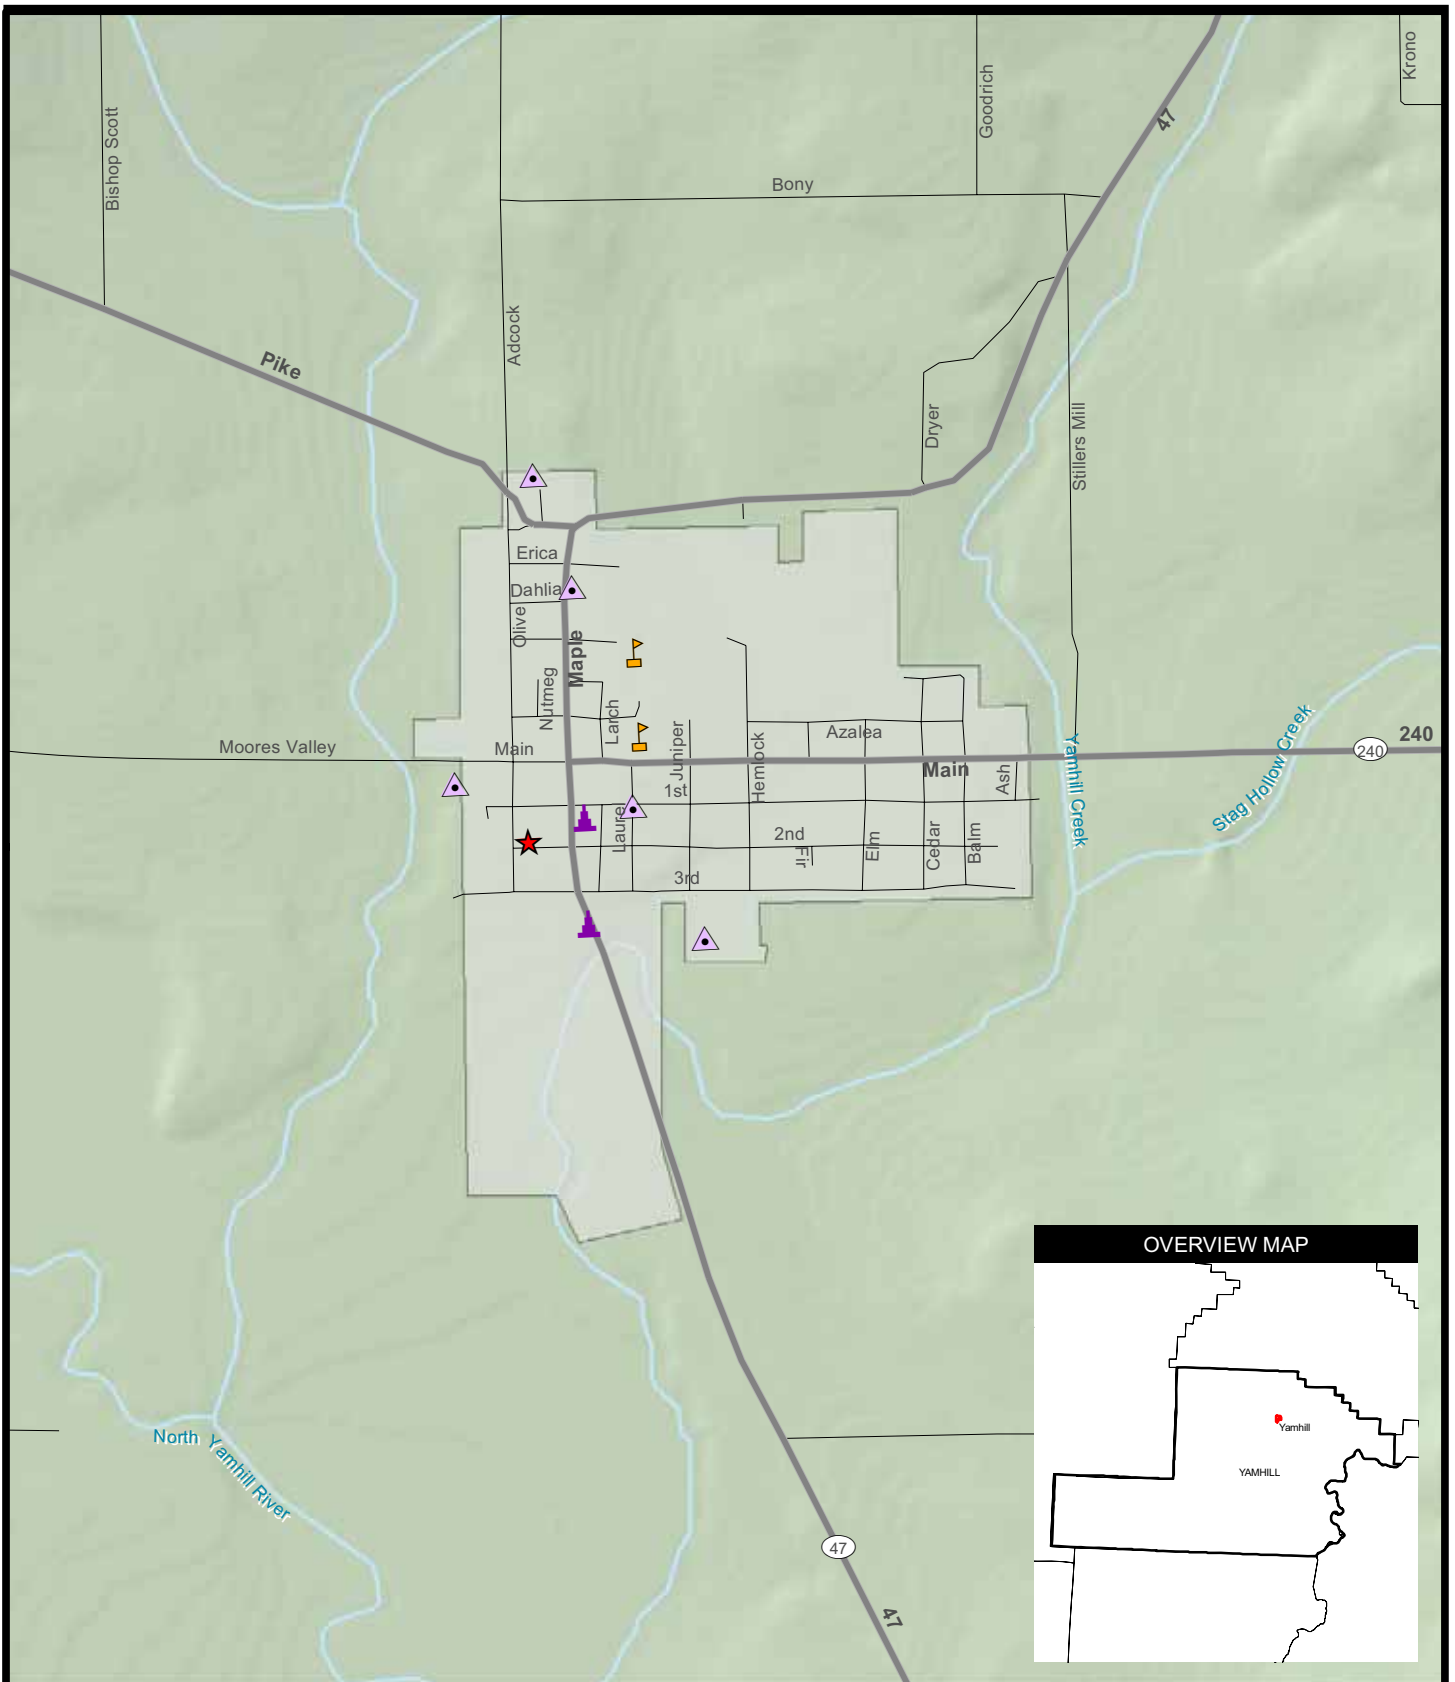 Krono
Goodrich
47
Bishop Scott
Bony
Adcock
Pike
Dryer
Stillers Mill
Erica
Dahlia
Olive
Maple
Nutmeg
Larch
Juniper
Azalea
Moores Valley
Main
Hemlock
Main
Ash
240
240
Yamhill Creek
Stag Hollow Creek
1st
Laurel
2nd
Fir
Elm
Cedar
Balm
3rd
OVERVIEW MAP
Yamhill
YAMHILL
North Yamhill River
47
47